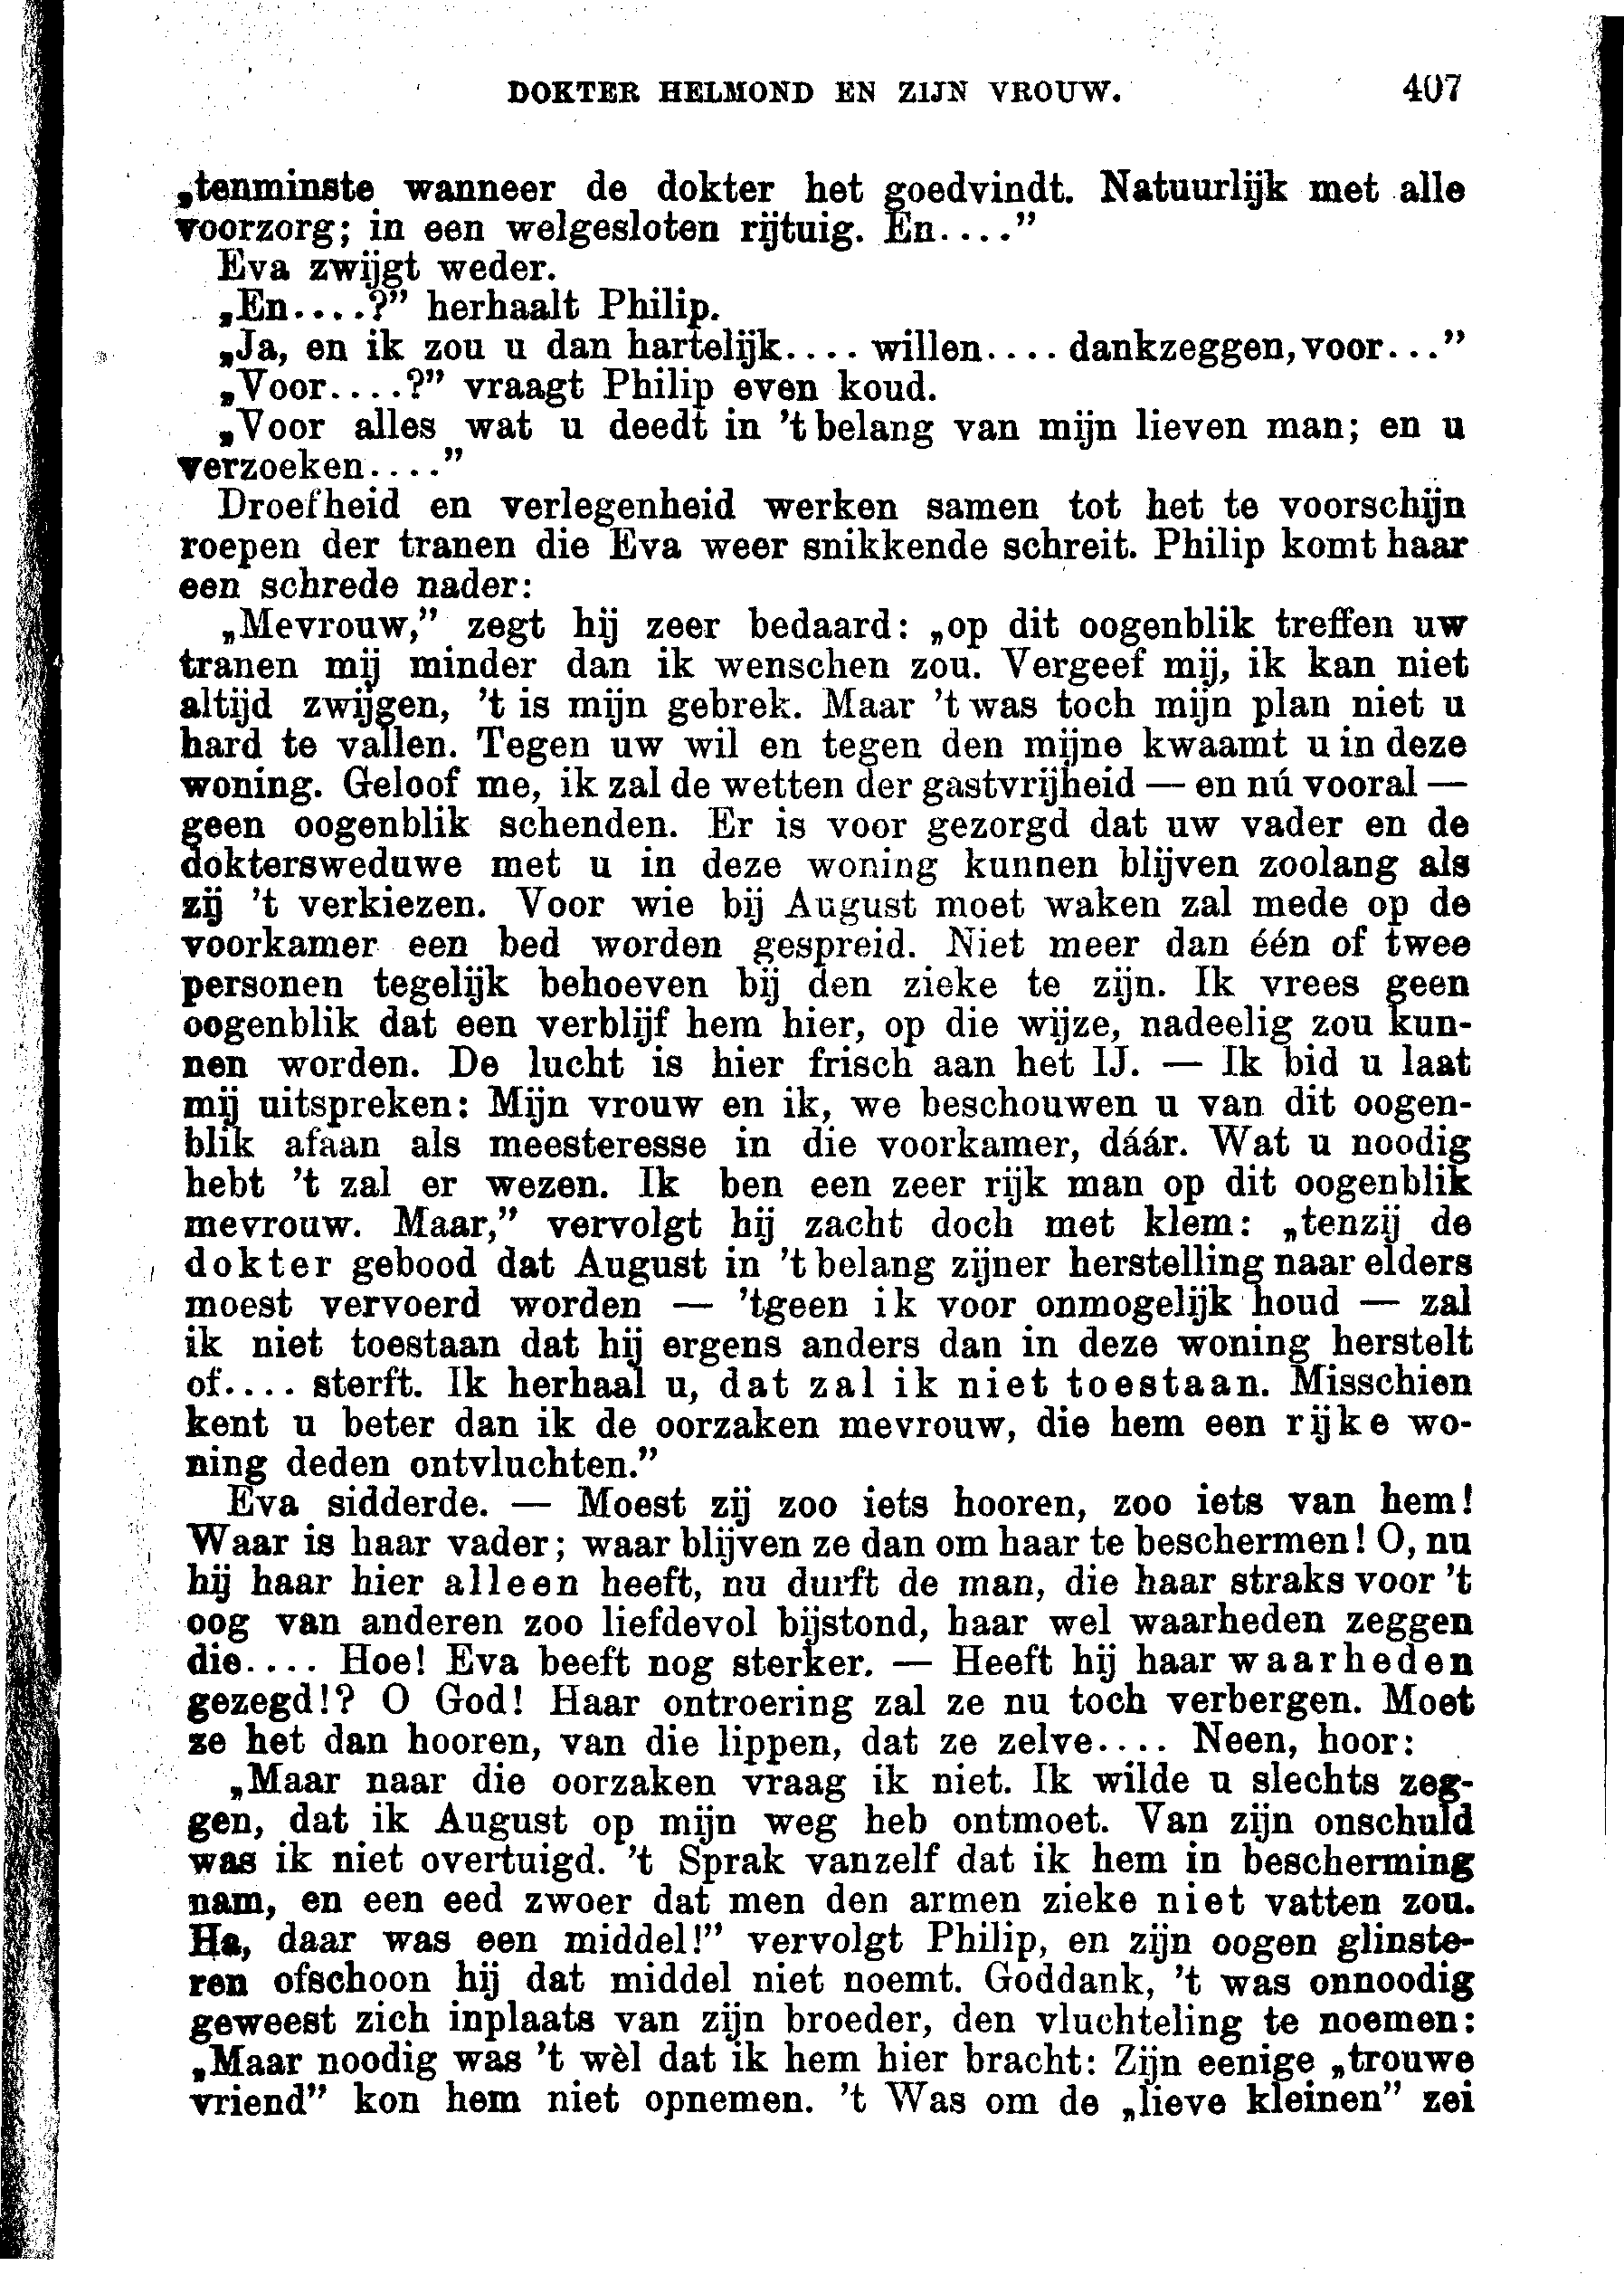 DOKTER HELMOND EN ZIJN VROUW. 407
„tenminste wanneer de dokter het goedvindt. Natuurlijk met alle
voorzorg; in een welgesloten rijtuig. En....”
Eva zwijgt weder.
„En....?” herhaalt Philip.
„Ja, en ik zou u dan hartelijk.... willen.... dankzeggen, voor...”
„Voor....?” vraagt Philip even koud.
„Voor alles wat u deedt in 't belang van mijn lieven man; en u
verzoeken....”
Droefheid en verlegenheid werken samen tot het te voorschijn
roepen der tranen die Eva weer snikkende schreit. Philip komt haar
een schrede nader:
„Mevrouw,” zegt hij zeer bedaard: „op dit oogenblik treffen uw
tranen mij minder dan ik wenschen zou. Vergeef mij, ik kan niet
altijd zwijgen, 't is mijn gebrek. Maar 't was toch mijn plan niet u
hard te vallen. Tegen uw wil en tegen den mijne kwaamt u in deze
woning. Geloof me, ik zal de wetten der gastvrijheid — en nú vooral —
geen oogenblik schenden. Er is voor gezorgd dat uw vader en de
doktersweduwe met u in deze woning kunnen blijven zoolang als
zij 't verkiezen. Voor wie bij August moet waken zal mede op de
voorkamer een bed worden gespreid. Niet meer dan één of twee
personen tegelijk behoeven bij den zieke te zijn. Ik vrees geen
oogenblik dat een verblijf hem hier, op die wijze, nadeelig zou kun-
nen worden. De lucht is hier frisch aan het IJ. — Ik bid u laat
mij uitspreken: Mijn vrouw en ik, we beschouwen u van dit oogen-
blik afaan als meesteresse in die voorkamer, dáár. Wat u noodig
hebt 't zal er wezen. Ik ben een zeer rijk man op dit oogenblik
mevrouw. Maar,” vervolgt hij zacht doch met klem: „tenzij de
dokter gebood dat August in 't belang zijner herstelling naar elders
moest vervoerd worden — 'tgeen ik voor onmogelijk houd — zal
ik niet toestaan dat hij ergens anders dan in deze woning herstelt
of.... sterft. Ik herhaal u, dat zal ik niet toestaan. Misschien
kent u beter dan ik de oorzaken mevrouw, die hem een rijke wo-
ning deden ontvluchten.”
Eva sidderde. — Moest zij zoo iets hooren, zoo iets van hem!
Waar is haar vader; waar blijven ze dan om haar te beschermen! O, nu
hij haar hier alleen heeft, nu durft de man, die haar straks voor 't
oog van anderen zoo liefdevol bijstond, haar wel waarheden zeggen
die.... Hoe! Eva beeft nog sterker. — Heeft hij haar waarheden
gezegd!? O God! Haar ontroering zal ze nu toch verbergen. Moet
ze het dan hooren, van die lippen, dat ze zelve.... Neen, hoor:
„Maar naar die oorzaken vraag ik niet. Ik wilde u slechts zeg-
gen, dat ik August op mijn weg heb ontmoet. Van zijn onschuld
was ik niet overtuigd. 't Sprak vanzelf dat ik hem in bescherming
nam, en een eed zwoer dat men den armen zieke niet vatten zou.
Ha, daar was een middel!” vervolgt Philip, en zijn oogen glinste-
ren ofschoon hij dat middel niet noemt. Goddank, 't was onnoodig
geweest zich inplaats van zijn broeder, den vluchteling te noemen:
„Maar noodig was 't wèl dat ik hem hier bracht: Zijn eenige „trouwe
vriend” kon hem niet opnemen. 't Was om de „lieve kleinen” zei